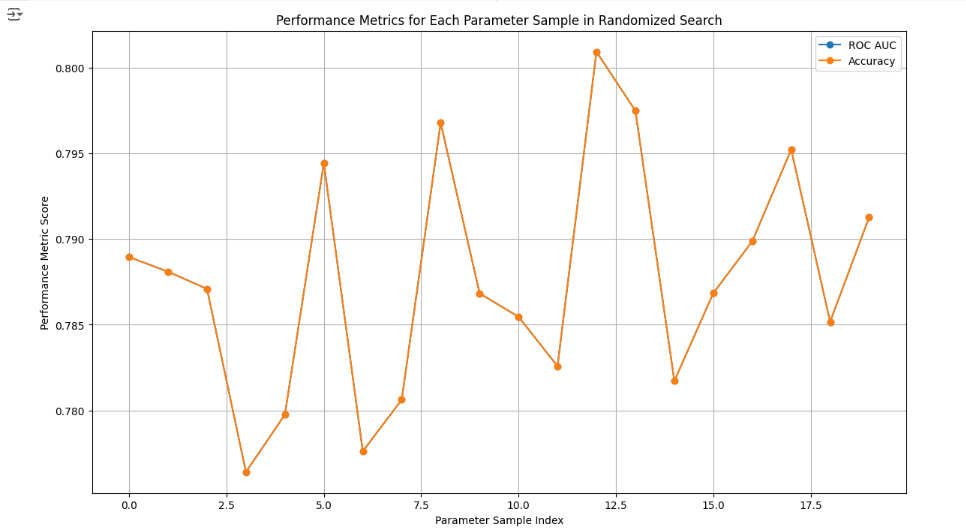 Performance Metrics for Each Parameter Sample in Randomized Search
ROC AUC
Accuracy
0.800
0.795
0.790
0.785
0.780
Performance Metric Score
0.0 2.5 5.0 7.5 10.0 12.5 15.0 17.5
Parameter Sample Index